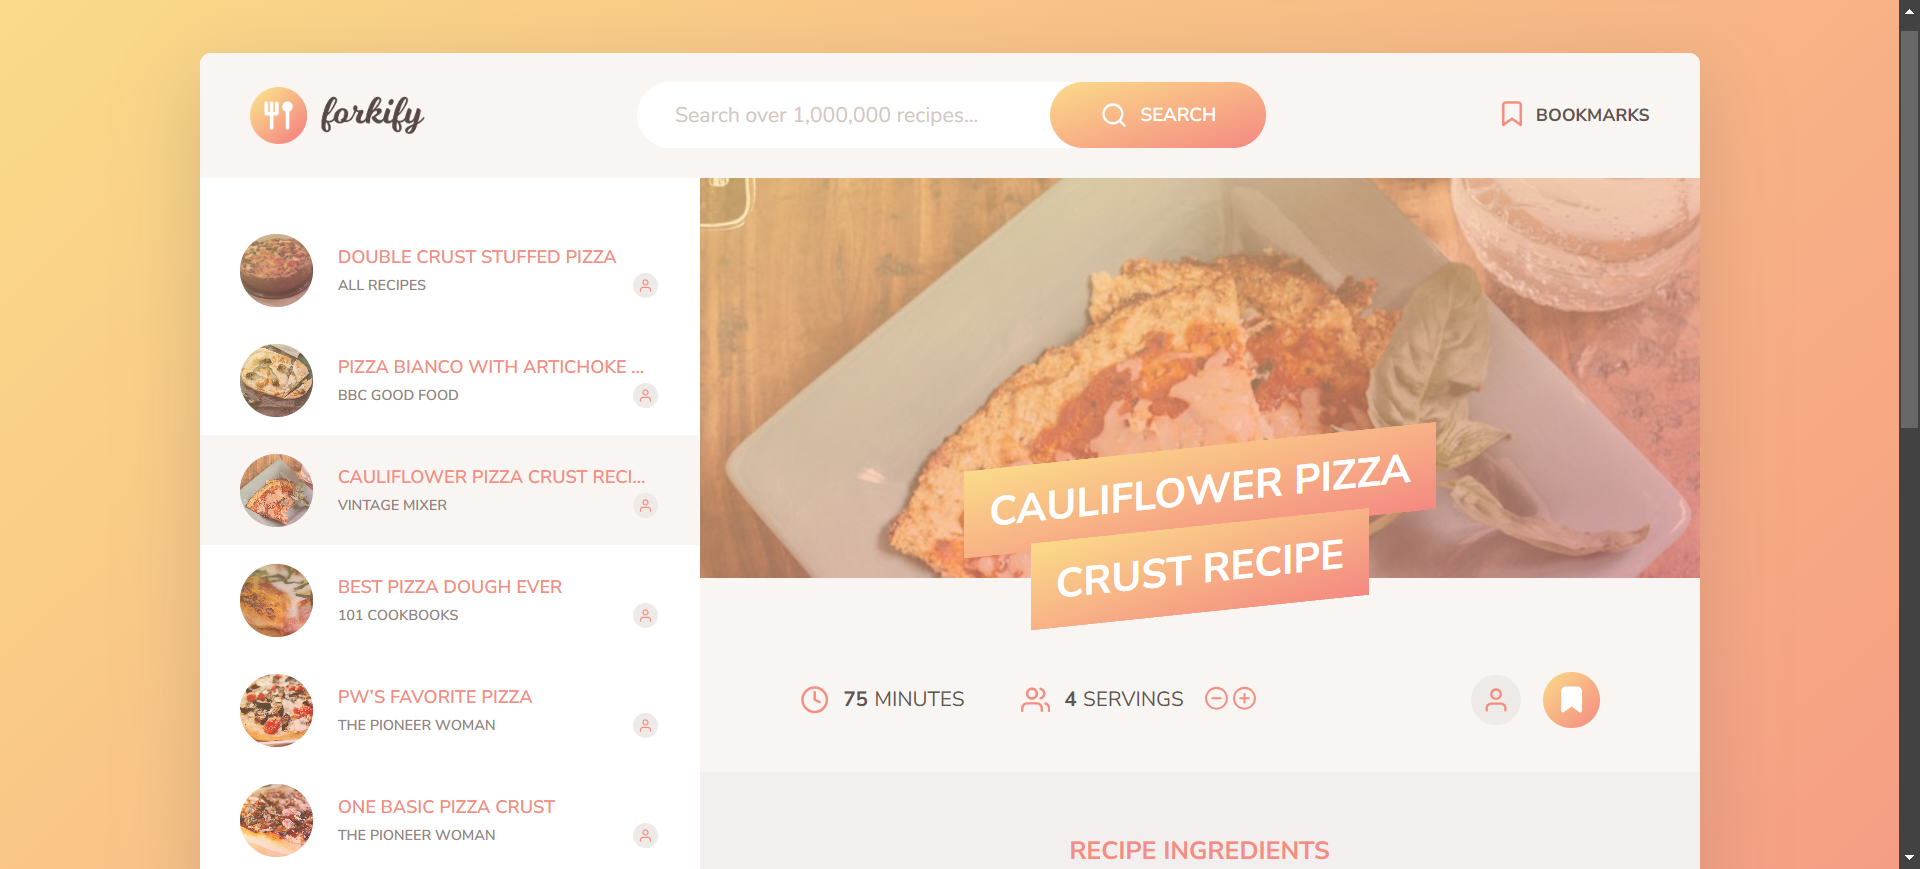 forkify
Search over 1,000,000 recipes...
SEARCH
BOOKMARKS
DOUBLE CRUST STUFFED PIZZA
ALL RECIPES
PIZZA BIANCO WITH ARTICHOKE ...
BBC GOOD FOOD
CAULIFLOWER PIZZA CRUST RECI...
VINTAGE MIXER
BEST PIZZA DOUGH EVER
101 COOKBOOKS
PW'S FAVORITE PIZZA
THE PIONEER WOMAN
ONE BASIC PIZZA CRUST
THE PIONEER WOMAN
CAULIFLOWER PIZZA
CRUST RECIPE
75 MINUTES
4 SERVINGS
RECIPE INGREDIENTS